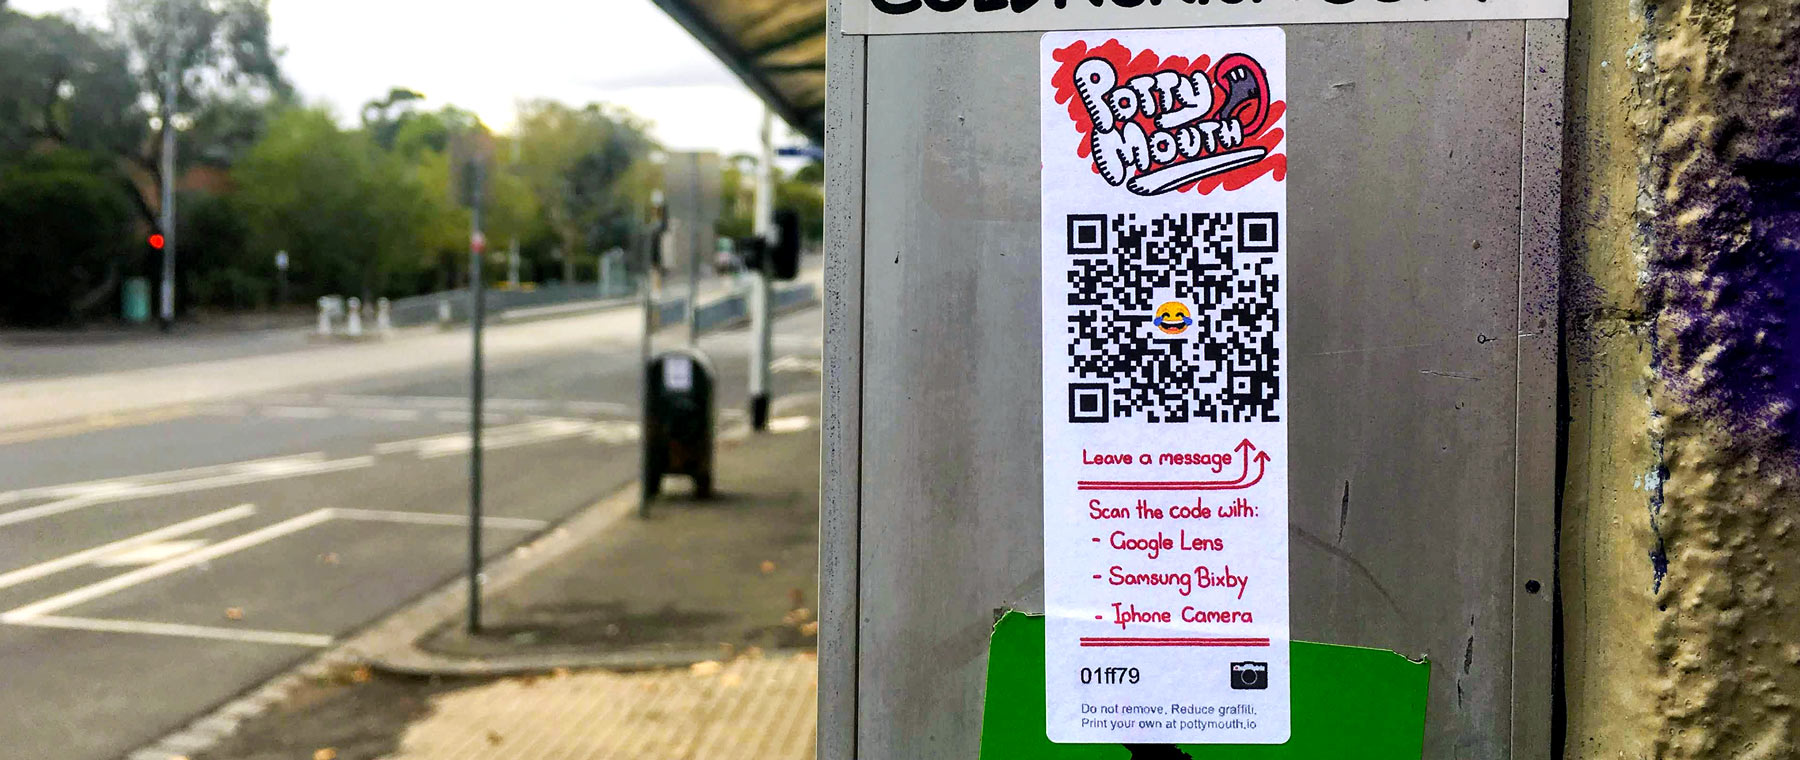 Potty
Mouth
Leave a message
Scan the code with:
- Google Lens
- Samsung Bixby
- Iphone Camera
01ff79
Do not remove. Reduce graffiti.
Print your own at pottymouth.io